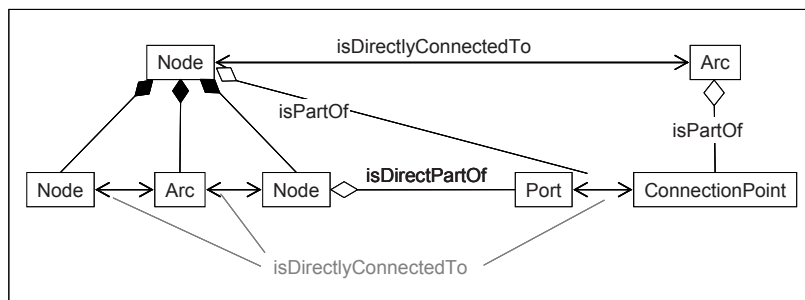 isDirectlyConnectedTo
Node
Arc
isPartOf
isPartOf
isDirectPartOf
Node
Arc
Node
Port
ConnectionPoint
isDirectlyConnectedTo